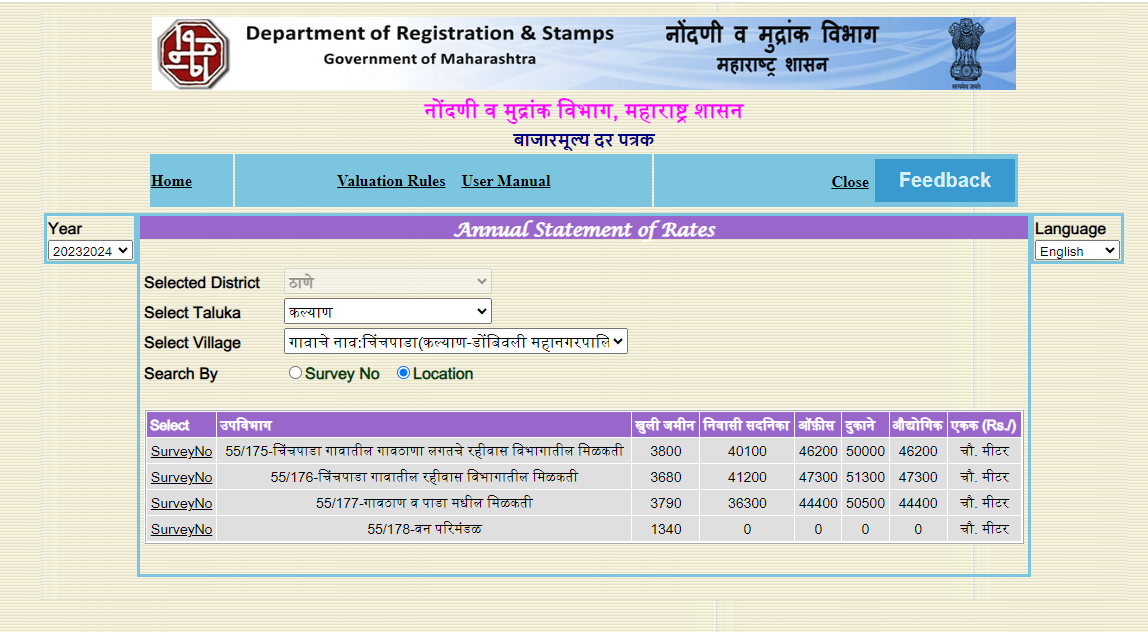 Department of Registration & Stamps
Government of Maharashtra
नोंदणी व मुद्रांक विभाग
महाराष्ट्र शासन
नोंदणी व मुद्रांक विभाग, महाराष्ट्र शासन
बाजारमूल्य दर पत्रक
Home Valuation Rules User Manual Close Feedback
Year
20232024
Annual Statement of Rates
Language
English
Selected District ठाणे
Select Taluka कल्याण
Select Village गावाचे नाव:चिंचपाडा(कल्याण-डोंबिवली महानगरपालि
Search By Survey No Location
Select उपविभाग खुली जमीन निवासी सदनिका ऑफ़ीस दुकाने औद्योगिक एकक (Rs./)
SurveyNo 55/175-चिंचपाडा गावातील गावठाणा लगतचे रहीवास विभागातील मिळकती 3800 40100 46200 50000 46200 चौ. मीटर
SurveyNo 55/176-चिंचपाडा गावातील रहीवास विभागातील मिळकती 3680 41200 47300 51300 47300 चौ. मीटर
SurveyNo 55/177-गावठाण व पाडा मधील मिळकती 3790 36300 44400 50500 44400 चौ. मीटर
SurveyNo 55/178-वन परिमंडळ 1340 0 0 0 0 चौ. मीटर